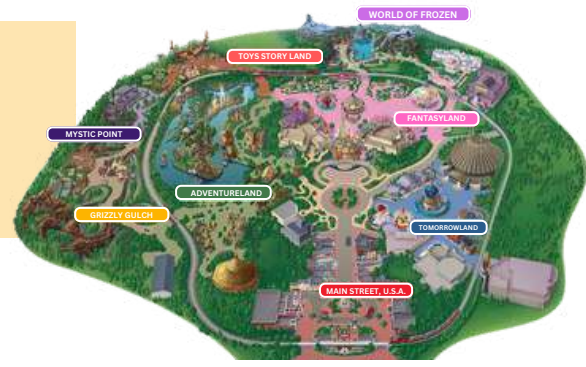 WORLD OF FROZEN
TOYS STORY LAND
FANTASYLAND
MYSTIC POINT
ADVENTURELAND
GRIZZLY GULCH
TOMORROWLAND
MAIN STREET, U.S.A.